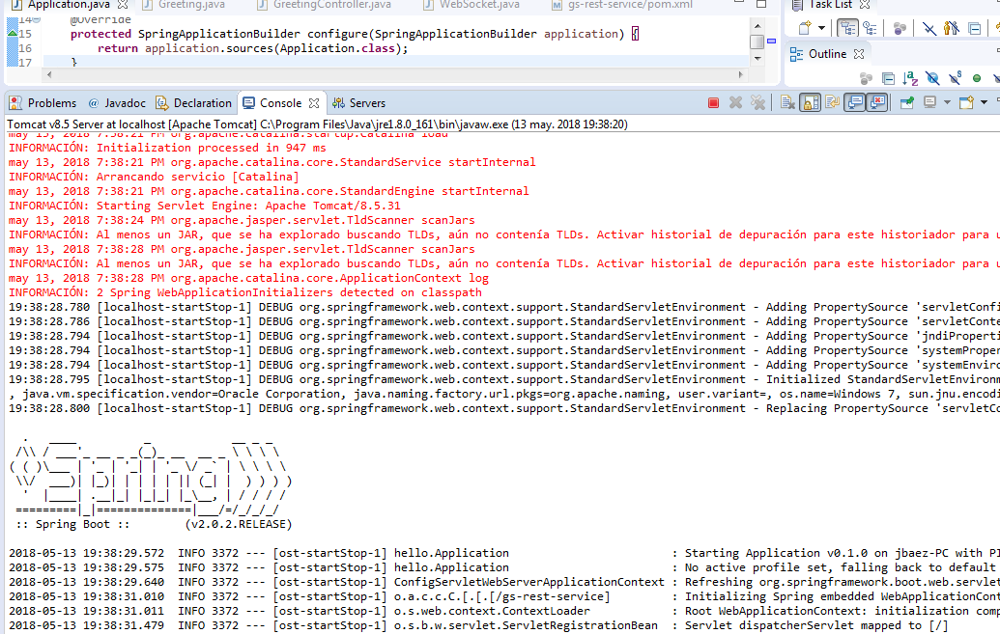 Application.java Greeting.java GreetingController.java WebSocket.java gs-rest-service/pom.xml
Task List
14 @Override
15 protected SpringApplicationBuilder configure(SpringApplicationBuilder application) {
16 return application.sources(Application.class);
17 }
Outline
Problems @ Javadoc Declaration Console Servers
Tomcat v8.5 Server at localhost [Apache Tomcat] C:\Program Files\Java\jre1.8.0_161\bin\javaw.exe (13 may. 2018 19:38:20)
may 13, 2018 7:38:21 PM org.apache.catalina.startup.Catalina load
INFORMACIÓN: Initialization processed in 947 ms
may 13, 2018 7:38:21 PM org.apache.catalina.core.StandardService startInternal
INFORMACIÓN: Arrancando servicio [Catalina]
may 13, 2018 7:38:21 PM org.apache.catalina.core.StandardEngine startInternal
INFORMACIÓN: Starting Servlet Engine: Apache Tomcat/8.5.31
may 13, 2018 7:38:24 PM org.apache.jasper.servlet.TldScanner scanJars
INFORMACIÓN: Al menos un JAR, que se ha explorado buscando TLDs, aún no contenía TLDs. Activar historial de depuración para este historiador para u
may 13, 2018 7:38:28 PM org.apache.jasper.servlet.TldScanner scanJars
INFORMACIÓN: Al menos un JAR, que se ha explorado buscando TLDs, aún no contenía TLDs. Activar historial de depuración para este historiador para u
may 13, 2018 7:38:28 PM org.apache.catalina.core.ApplicationContext log
INFORMACIÓN: 2 Spring WebApplicationInitializers detected on classpath
19:38:28.780 [localhost-startStop-1] DEBUG org.springframework.web.context.support.StandardServletEnvironment - Adding PropertySource 'servletConfi
19:38:28.786 [localhost-startStop-1] DEBUG org.springframework.web.context.support.StandardServletEnvironment - Adding PropertySource 'servletConte
19:38:28.794 [localhost-startStop-1] DEBUG org.springframework.web.context.support.StandardServletEnvironment - Adding PropertySource 'jndiProperti
19:38:28.794 [localhost-startStop-1] DEBUG org.springframework.web.context.support.StandardServletEnvironment - Adding PropertySource 'systemProper
19:38:28.794 [localhost-startStop-1] DEBUG org.springframework.web.context.support.StandardServletEnvironment - Adding PropertySource 'systemEnviro
19:38:28.795 [localhost-startStop-1] DEBUG org.springframework.web.context.support.StandardServletEnvironment - Initialized StandardServletEnvironm
, java.vm.specification.vendor=Oracle Corporation, java.naming.factory.url.pkgs=org.apache.naming, user.variant=, os.name=Windows 7, sun.jnu.encodi
19:38:28.800 [localhost-startStop-1] DEBUG org.springframework.web.context.support.StandardServletEnvironment - Replacing PropertySource 'servletCo
Spring
:: Spring Boot :: (v2.0.2.RELEASE)
2018-05-13 19:38:29.572 INFO 3372 --- [ost-startStop-1] hello.Application : Starting Application v0.1.0 on jbaez-PC with PI
2018-05-13 19:38:29.575 INFO 3372 --- [ost-startStop-1] hello.Application : No active profile set, falling back to default
2018-05-13 19:38:29.640 INFO 3372 --- [ost-startStop-1] ConfigServletWebServerApplicationContext : Refreshing org.springframework.boot.web.servlet
2018-05-13 19:38:31.010 INFO 3372 --- [ost-startStop-1] o.a.c.c.C.[.[.[/gs-rest-service] : Initializing Spring embedded WebApplicationCont
2018-05-13 19:38:31.011 INFO 3372 --- [ost-startStop-1] o.s.web.context.ContextLoader : Root WebApplicationContext: initialization comp
2018-05-13 19:38:31.479 INFO 3372 --- [ost-startStop-1] o.s.b.w.servlet.ServletRegistrationBean : Servlet dispatcherServlet mapped to [/]